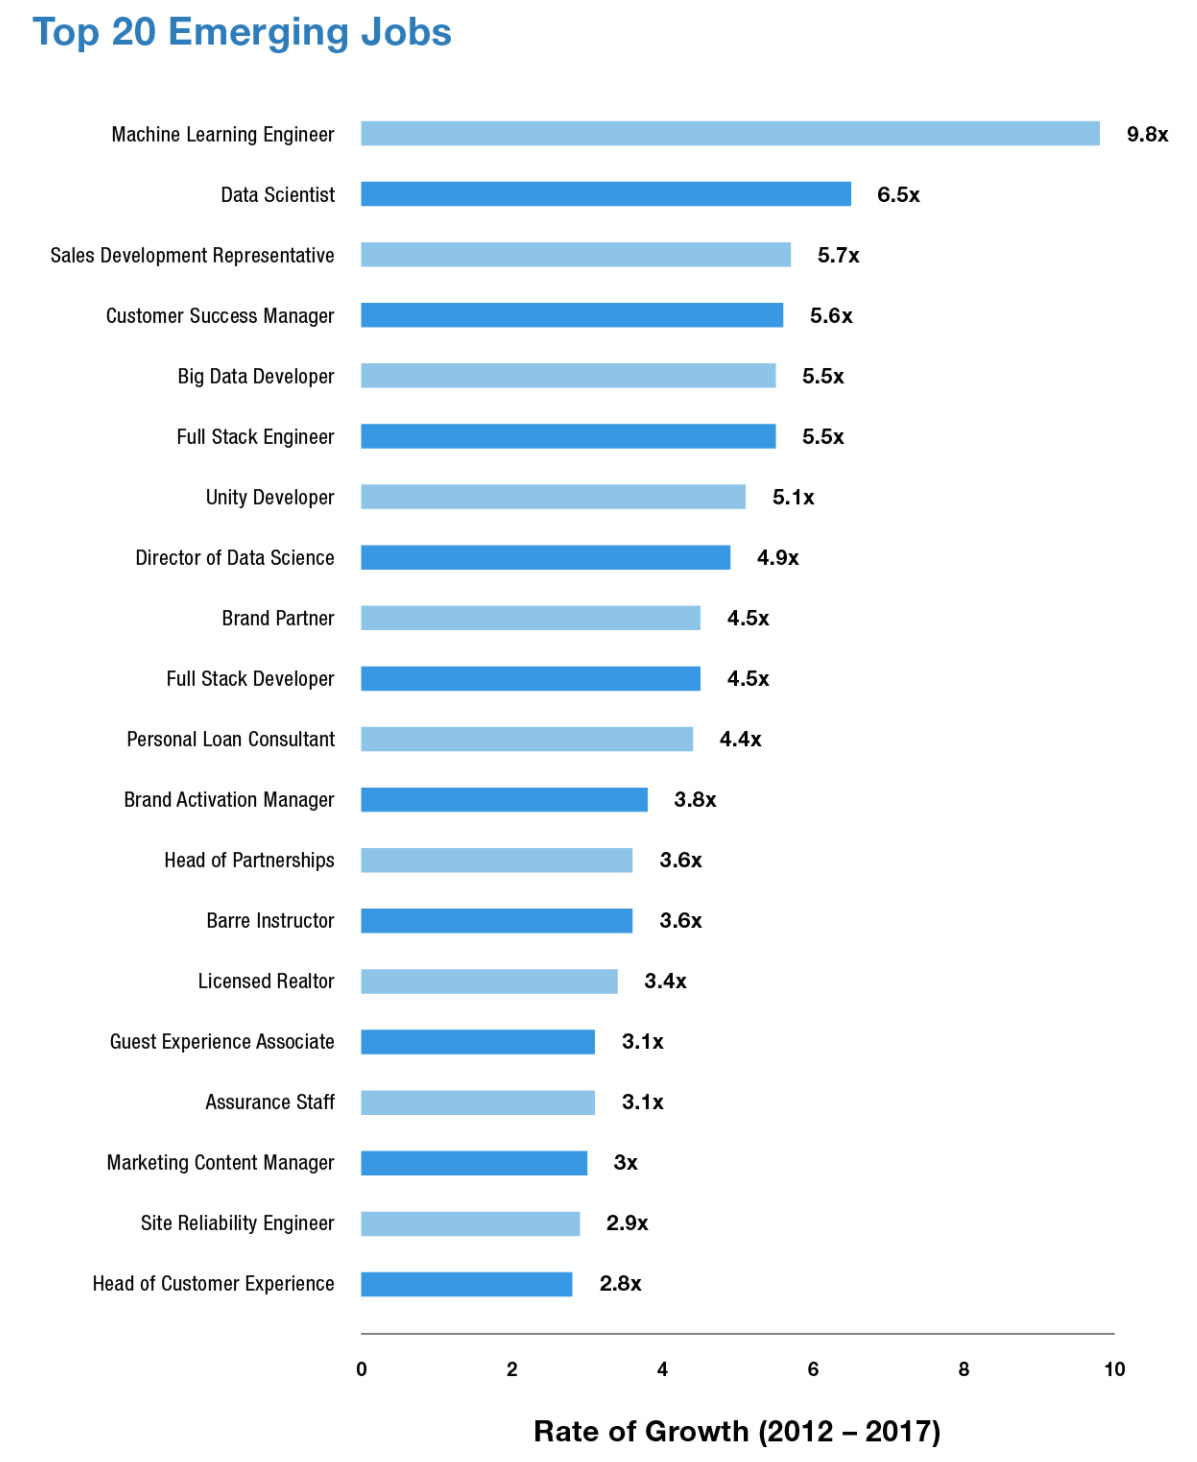 Top 20 Emerging Jobs
Machine Learning Engineer 9.8x
Data Scientist 6.5x
Sales Development Representative 5.7x
Customer Success Manager 5.6x
Big Data Developer 5.5x
Full Stack Engineer 5.5x
Unity Developer 5.1x
Director of Data Science 4.9x
Brand Partner 4.5x
Full Stack Developer 4.5x
Personal Loan Consultant 4.4x
Brand Activation Manager 3.8x
Head of Partnerships 3.6x
Barre Instructor 3.6x
Licensed Realtor 3.4x
Guest Experience Associate 3.1x
Assurance Staff 3.1x
Marketing Content Manager 3x
Site Reliability Engineer 2.9x
Head of Customer Experience 2.8x
0 2 4 6 8 10
Rate of Growth (2012 – 2017)